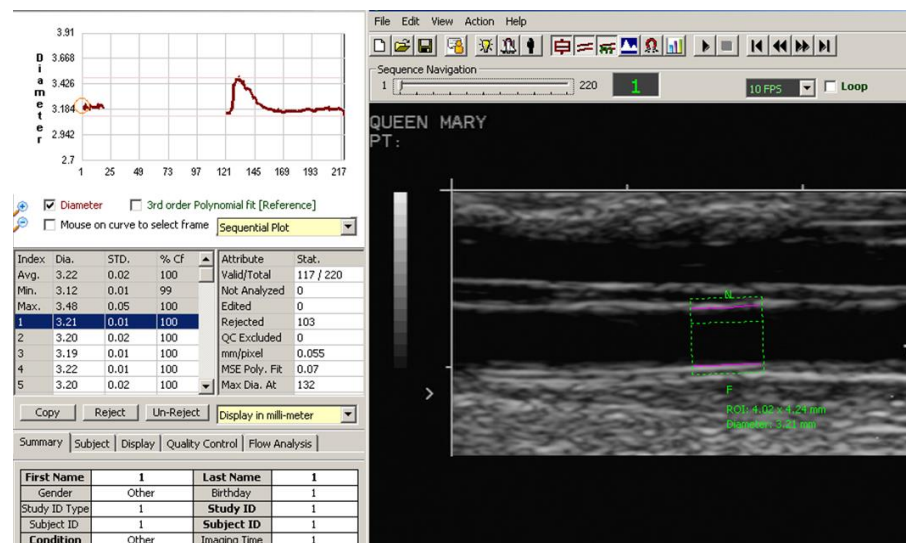 File Edit View Action Help
Sequence Navigation
1 220 1 10 FPS Loop
QUEEN MARY
PT:
N
F
ROI: 4.02 x 4.24 mm
Diameter: 3.21 mm
Diameter
3.91
3.668
3.426
3.184
2.942
2.7
1 25 49 73 97 121 145 169 193 217
Diameter 3rd order Polynomial fit [Reference]
Mouse on curve to select frame Sequential Plot
Index Dia. STD. % Cf
Avg. 3.22 0.02 100
Min. 3.12 0.01 99
Max. 3.48 0.05 100
1 3.21 0.01 100
2 3.20 0.02 100
3 3.19 0.01 100
4 3.22 0.01 100
5 3.20 0.02 100
Attribute Stat.
Valid/Total 117 / 220
Not Analyzed 0
Edited 0
Rejected 103
QC Excluded 0
mm/pixel 0.055
MSE Poly. Fit 0.07
Max Dia. At 132
Copy Reject Un-Reject Display in milli-meter
Summary Subject Display Quality Control Flow Analysis
First Name 1 Last Name 1
Gender Other Birthday 1
Study ID Type 1 Study ID 1
Subject ID 1 Subject ID 1
Condition Other Imaging Time 1